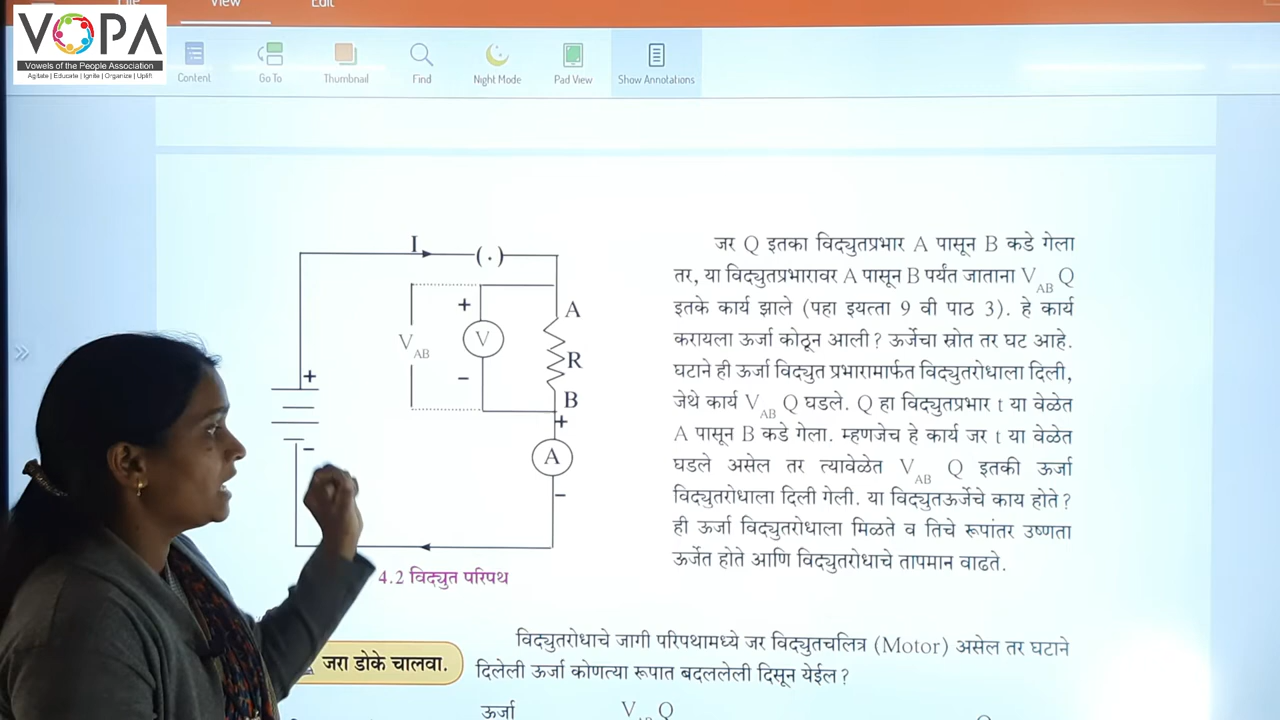 View
Edit
VOPA
Vowels of the People Association
Agitate | Educate | Ignite | Organize | Uplift
Content
Go To
Thumbnail
Find
Night Mode
Pad View
Show Annotations
I
( . )
+
V
-
V AB
A
R
B
+
A
-
+
-
4.2 विद्युत परिपथ
जर Q इतका विद्युतप्रभार A पासून B कडे गेला
तर, या विद्युतप्रभारावर A पासून B पर्यंत जाताना V AB Q
इतके कार्य झाले (पहा इयत्ता 9 वी पाठ 3). हे कार्य
करायला ऊर्जा कोठून आली ? ऊर्जेचा स्रोत तर घट आहे.
घटाने ही ऊर्जा विद्युत प्रभारामार्फत विद्युतरोधाला दिली,
जेथे कार्य V AB Q घडले. Q हा विद्युतप्रभार t या वेळेत
A पासून B कडे गेला. म्हणजेच हे कार्य जर t या वेळेत
घडले असेल तर त्यावेळेत V AB Q इतकी ऊर्जा
विद्युतरोधाला दिली गेली. या विद्युतऊर्जेचे काय होते ?
ही ऊर्जा विद्युतरोधाला मिळते व तिचे रूपांतर उष्णता
ऊर्जेत होते आणि विद्युतरोधाचे तापमान वाढते.
जरा डोके चालवा.
विद्युतरोधाचे जागी परिपथामध्ये जर विद्युतचलित्र (Motor) असेल तर घटाने
दिलेली ऊर्जा कोणत्या रूपात बदललेली दिसून येईल ?
ऊर्जा V AB Q